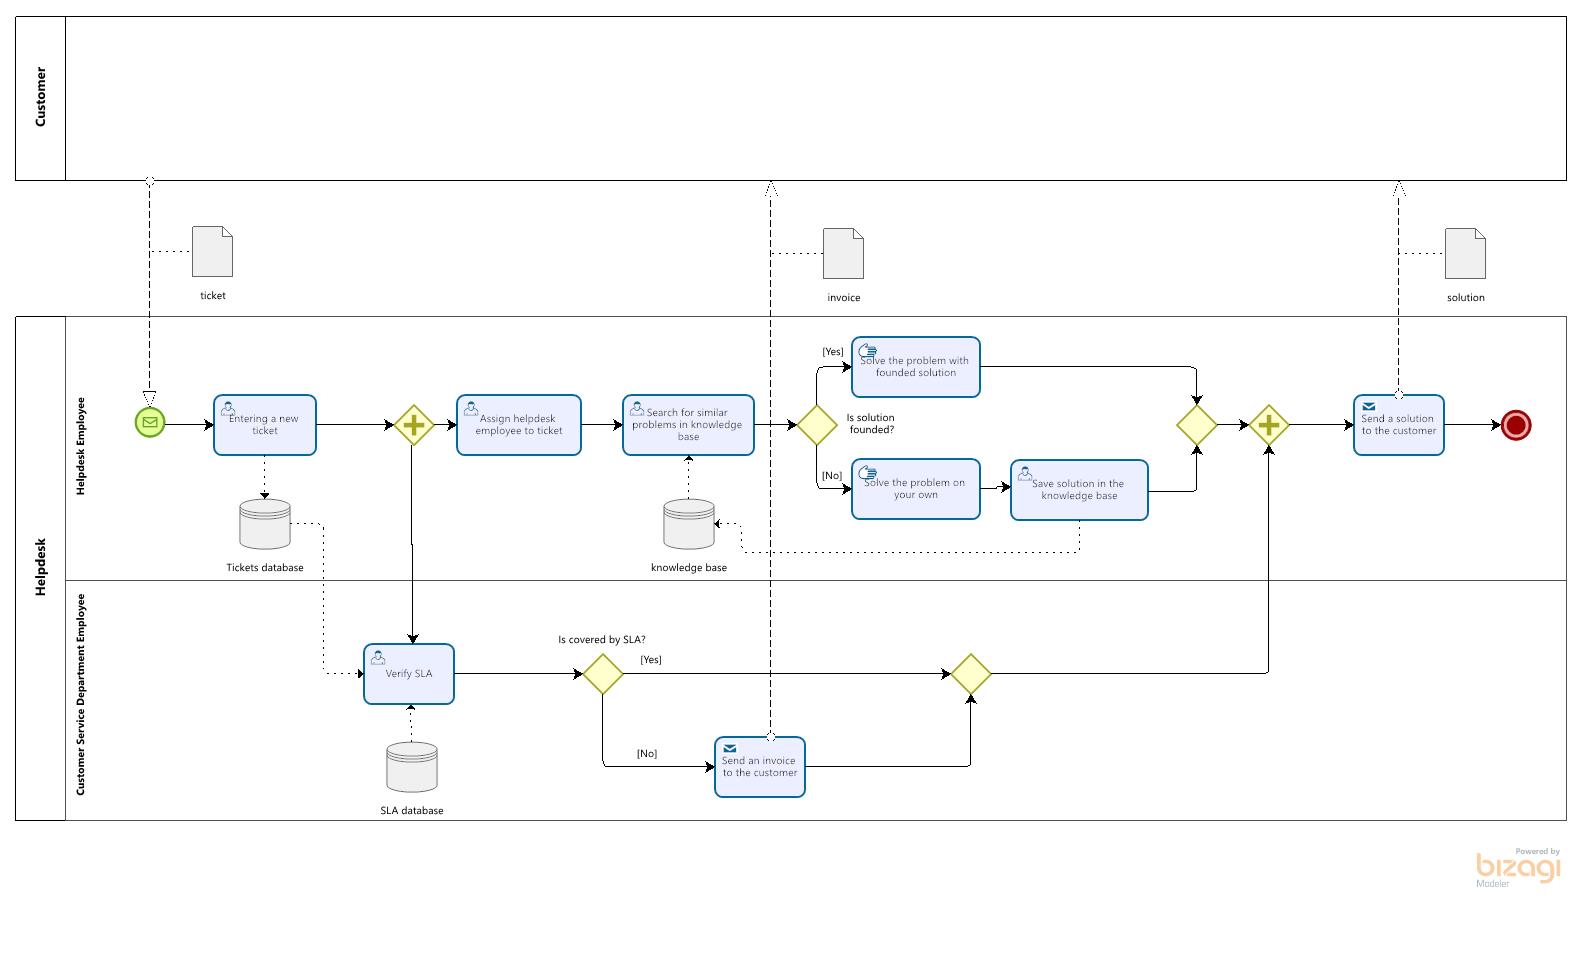 Customer
ticket
invoice
solution
Helpdesk
Helpdesk Employee
Entering a new
ticket
Assign helpdesk
employee to ticket
Search for similar
problems in knowledge
base
Is solution
founded?
[Yes]
Solve the problem with
founded solution
[No]
Solve the problem on
your own
Save solution in the
knowledge base
Send a solution
to the customer
Tickets database
knowledge base
Customer Service Department Employee
Verify SLA
Is covered by SLA?
[Yes]
[No]
Send an invoice
to the customer
SLA database
Powered by
bizagi
Modeler